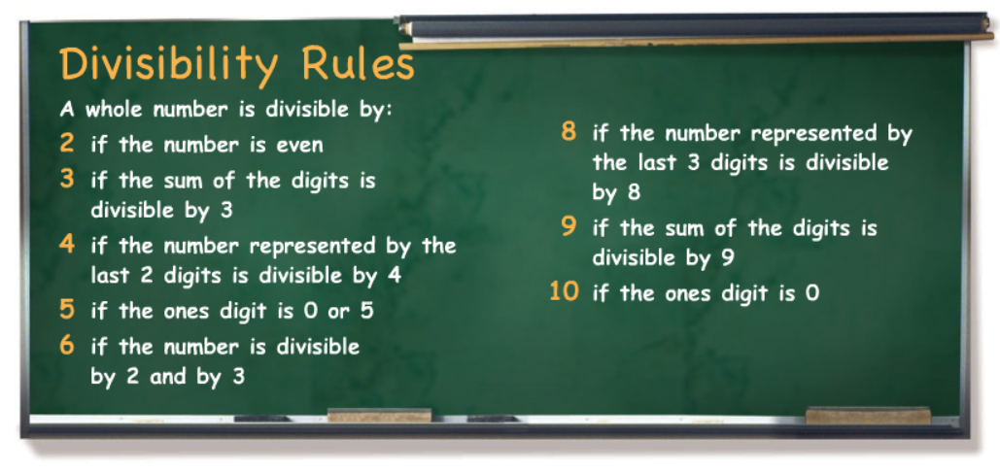 Divisibility Rules
A whole number is divisible by:
2 if the number is even
3 if the sum of the digits is
divisible by 3
4 if the number represented by the
last 2 digits is divisible by 4
5 if the ones digit is 0 or 5
6 if the number is divisible
by 2 and by 3
8 if the number represented by
the last 3 digits is divisible
by 8
9 if the sum of the digits is
divisible by 9
10 if the ones digit is 0